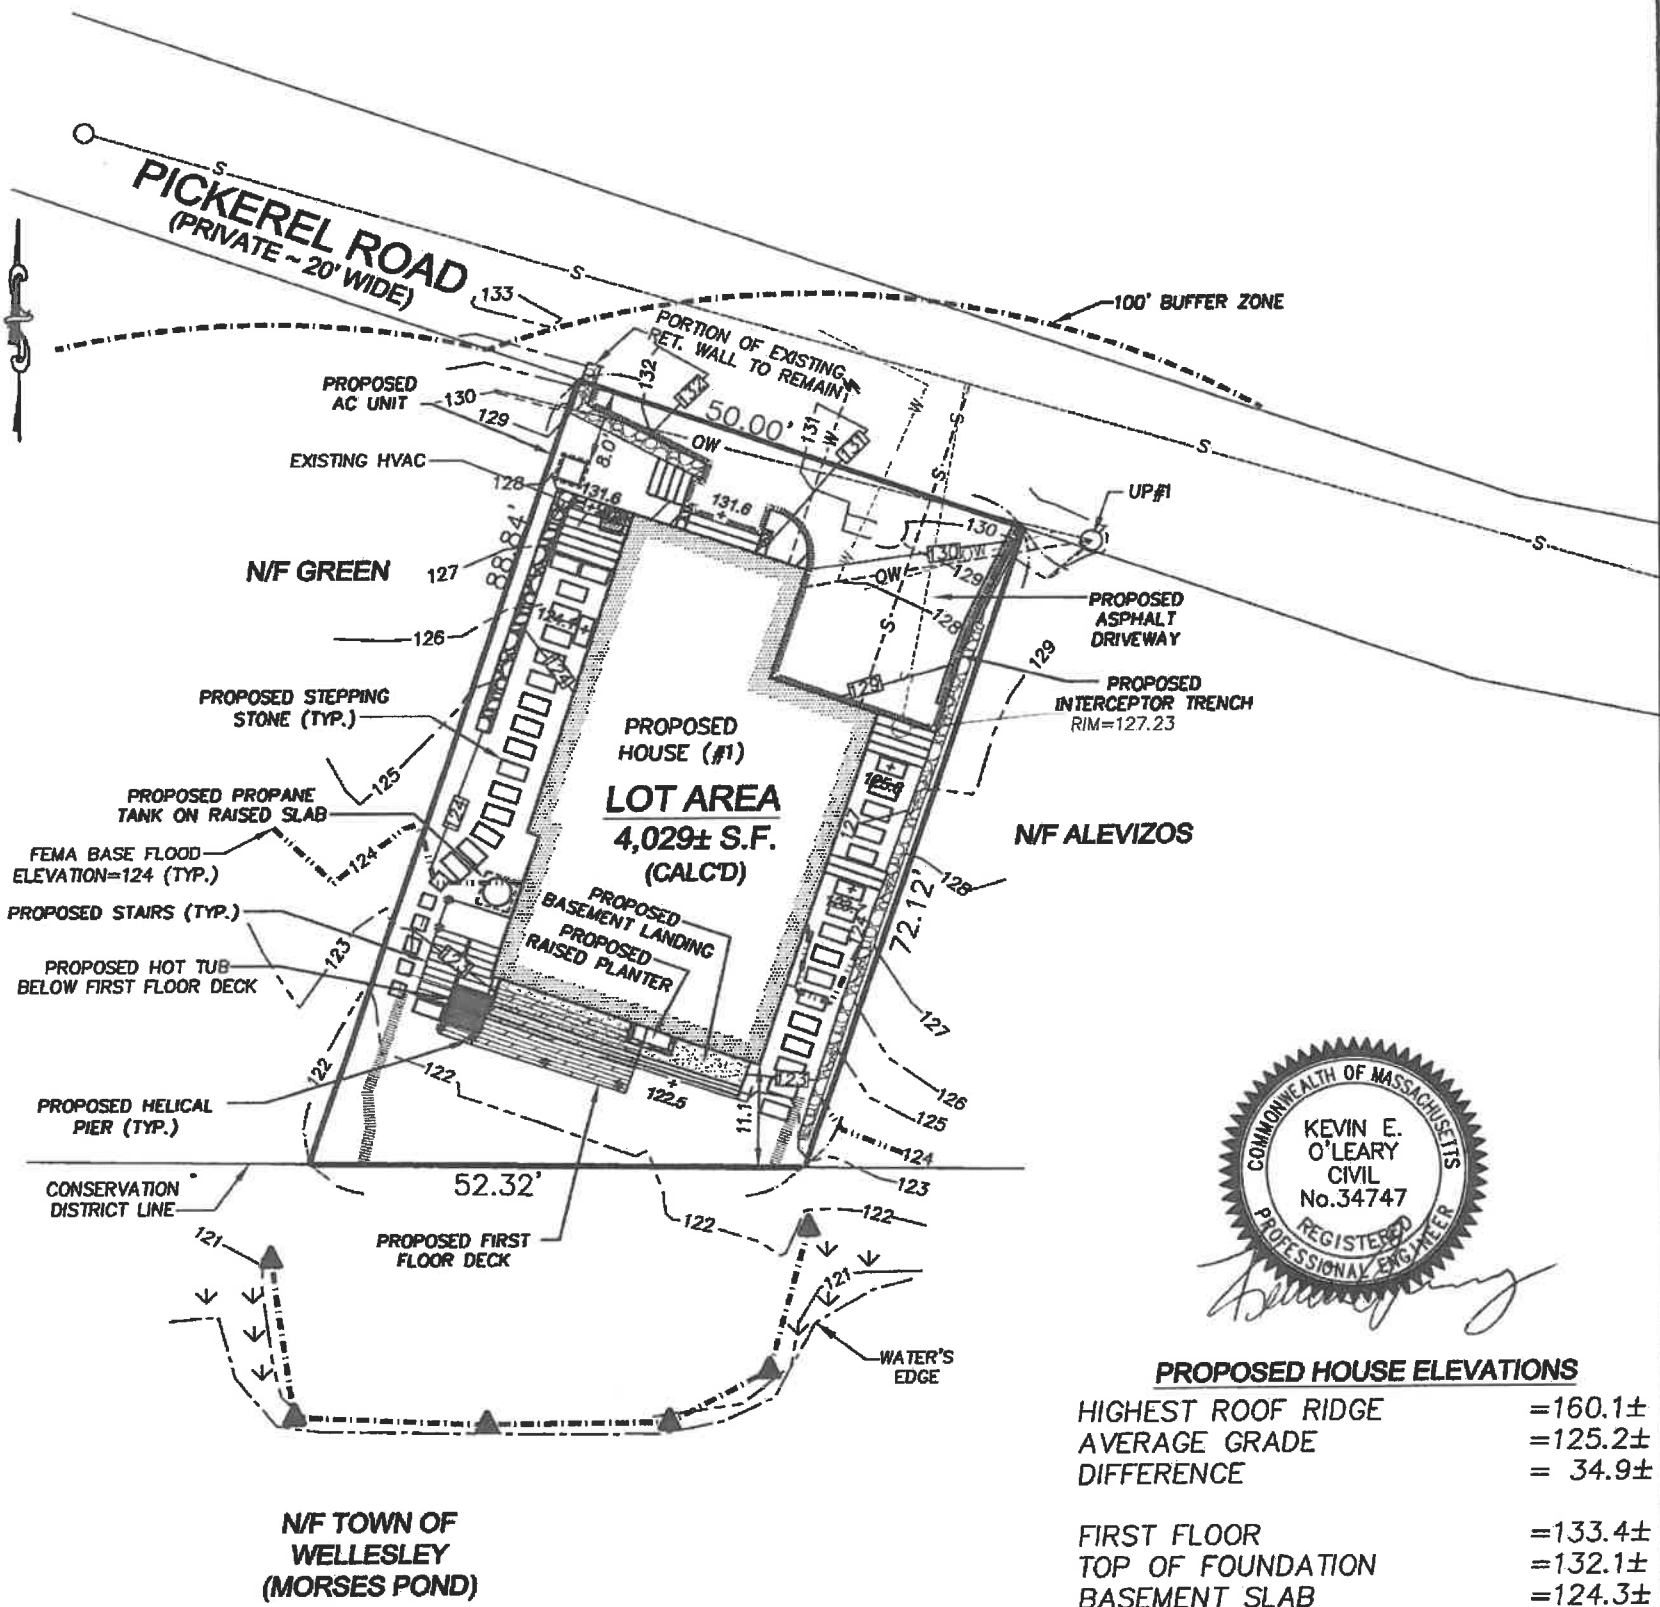 PICKEREL ROAD
(PRIVATE ~ 20' WIDE)
S
S
S
S
133
100' BUFFER ZONE
PORTION OF EXISTING
RET. WALL TO REMAIN
132
132
50.00'
131
131
W
W
W
S
S
OW
PROPOSED
AC UNIT
130
129
8.0'
EXISTING HVAC
128
131.6
131.6
UP#1
130
130
OW
OW
129
128
S
N/F GREEN
127
126
PROPOSED
ASPHALT
DRIVEWAY
129
PROPOSED
INTERCEPTOR TRENCH
RIM=127.23
129
PROPOSED STEPPING
STONE (TYP.)
124
125
PROPOSED
HOUSE (#1)
LOT AREA
4,029± S.F.
(CALC'D)
N/F ALEVIZOS
PROPOSED PROPANE
TANK ON RAISED SLAB
124
FEMA BASE FLOOD
ELEVATION=124 (TYP.)
124
128
72.12'
PROPOSED STAIRS (TYP.)
123
PROPOSED
BASEMENT LANDING
PROPOSED
RAISED PLANTER
PROPOSED HOT TUB
BELOW FIRST FLOOR DECK
127
122
122
123
122.5
11.1'
126
125
124
123
PROPOSED HELICAL
PIER (TYP.)
CONSERVATION
DISTRICT LINE
52.32'
PROPOSED FIRST
FLOOR DECK
122
122
121
121
WATER'S
EDGE
COMMONWEALTH OF MASSACHUSETTS
KEVIN E.
O'LEARY
CIVIL
No.34747
REGISTERED
PROFESSIONAL ENGINEER
PROPOSED HOUSE ELEVATIONS
HIGHEST ROOF RIDGE =160.1±
AVERAGE GRADE =125.2±
DIFFERENCE = 34.9±
FIRST FLOOR =133.4±
TOP OF FOUNDATION =132.1±
BASEMENT SLAB =124.3±
N/F TOWN OF
WELLESLEY
(MORSES POND)